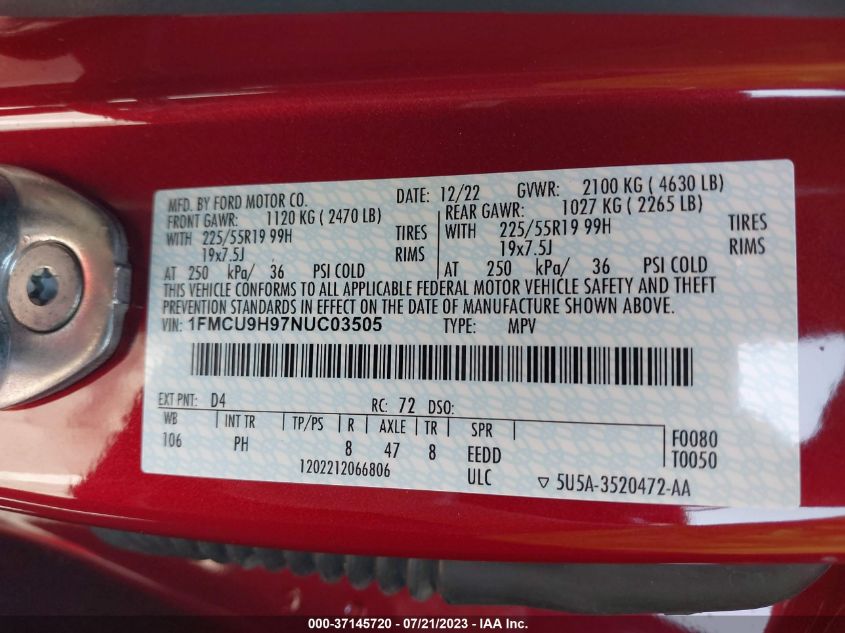 MFD. BY FORD MOTOR CO. DATE: 12/22 GVWR: 2100 KG ( 4630 LB)
FRONT GAWR: 1120 KG ( 2470 LB) REAR GAWR: 1027 KG ( 2265 LB)
WITH 225/55R19 99H TIRES WITH 225/55R19 99H TIRES
19x7.5J RIMS 19x7.5J RIMS
AT 250 kPa/ 36 PSI COLD AT 250 kPa/ 36 PSI COLD
THIS VEHICLE CONFORMS TO ALL APPLICABLE FEDERAL MOTOR VEHICLE SAFETY AND THEFT
PREVENTION STANDARDS IN EFFECT ON THE DATE OF MANUFACTURE SHOWN ABOVE.
VIN: 1FMCU9H97NUC03505 TYPE: MPV
EXT PNT: D4 RC: 72 DSO:
WB INT TR TP/PS R AXLE TR SPR F0080
106 PH 8 47 8 EEDD T0050
1202212066806 ULC ▽ 5U5A-3520472-AA
000-37145720 - 07/21/2023 - IAA Inc.